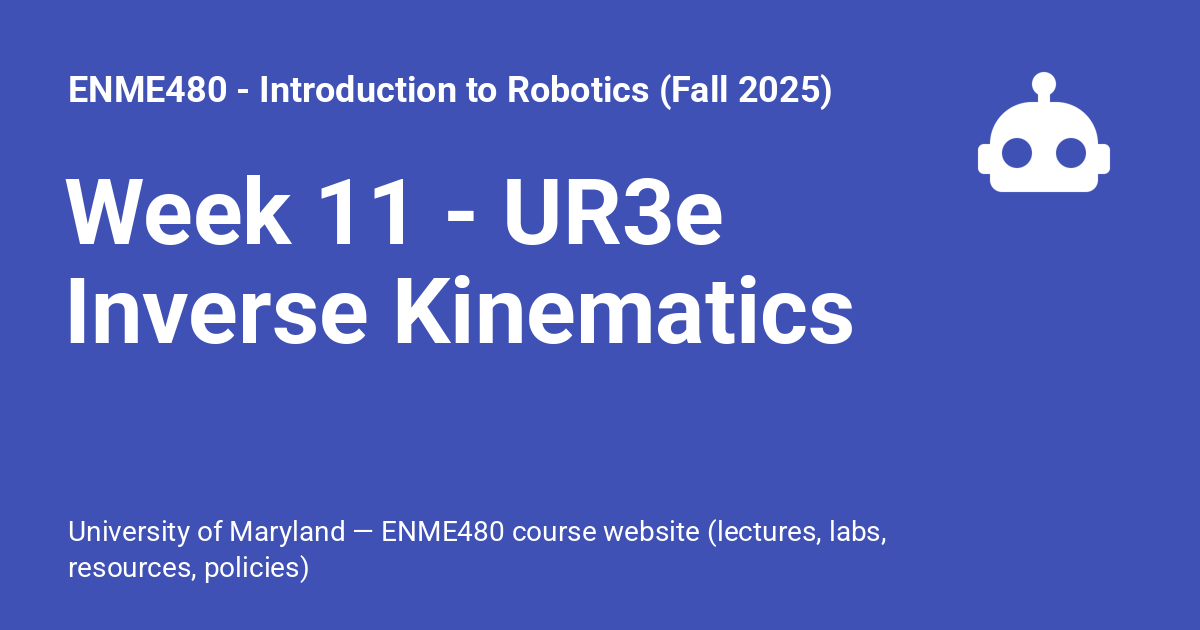 ENME480 - Introduction to Robotics (Fall 2025)
Week 11 - UR3e
Inverse Kinematics
University of Maryland — ENME480 course website (lectures, labs,
resources, policies)